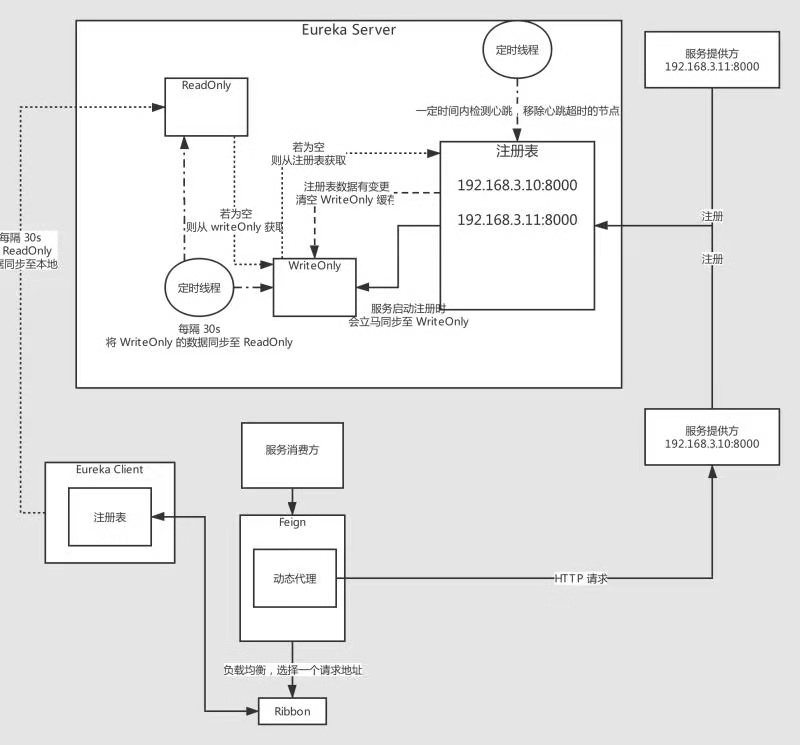 Eureka Server
定时线程
服务提供方
192.168.3.11:8000
ReadOnly
一定时间内检测心跳，移除心跳超时的节点
若为空
则从注册表获取
注册表
192.168.3.10:8000
192.168.3.11:8000
注册表数据有变更
清空 WriteOnly 缓存
若为空
则从 writeOnly 获取
注册
注册
每隔 30s
ReadOnly
据同步至本地
WriteOnly
定时线程
服务启动注册时
会立马同步至 WriteOnly
每隔 30s
将 WriteOnly 的数据同步至 ReadOnly
服务提供方
192.168.3.10:8000
服务消费方
Eureka Client
注册表
Feign
动态代理
HTTP 请求
负载均衡，选择一个请求地址
Ribbon